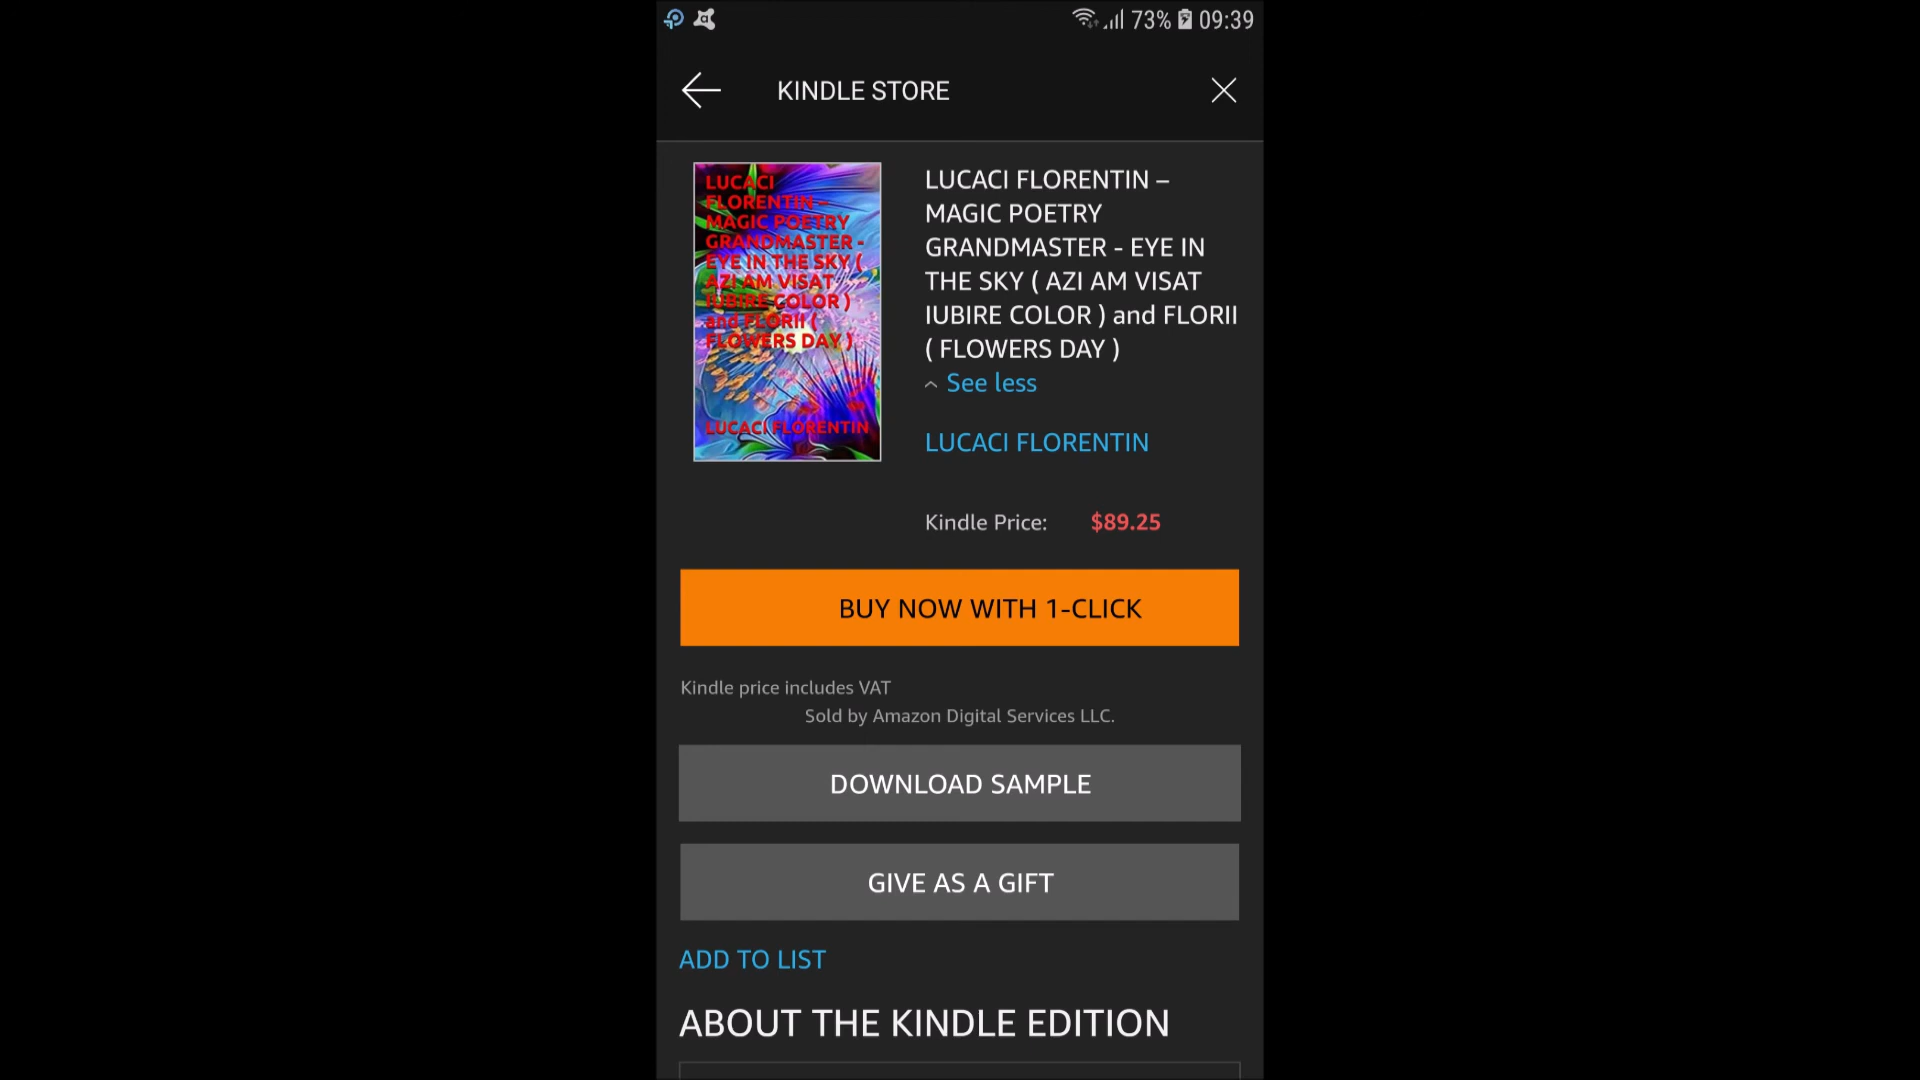 73% 09:39
KINDLE STORE
LUCACI
FLORENTIN –
MAGIC POETRY
GRANDMASTER -
EYE IN THE SKY (
AZI AM VISAT
IUBIRE COLOR )
and FLORII (
FLOWERS DAY )
LUCACI FLORENTIN
LUCACI FLORENTIN –
MAGIC POETRY
GRANDMASTER - EYE IN
THE SKY ( AZI AM VISAT
IUBIRE COLOR ) and FLORII
( FLOWERS DAY )
See less
LUCACI FLORENTIN
Kindle Price: $89.25
BUY NOW WITH 1-CLICK
Kindle price includes VAT
Sold by Amazon Digital Services LLC.
DOWNLOAD SAMPLE
GIVE AS A GIFT
ADD TO LIST
ABOUT THE KINDLE EDITION